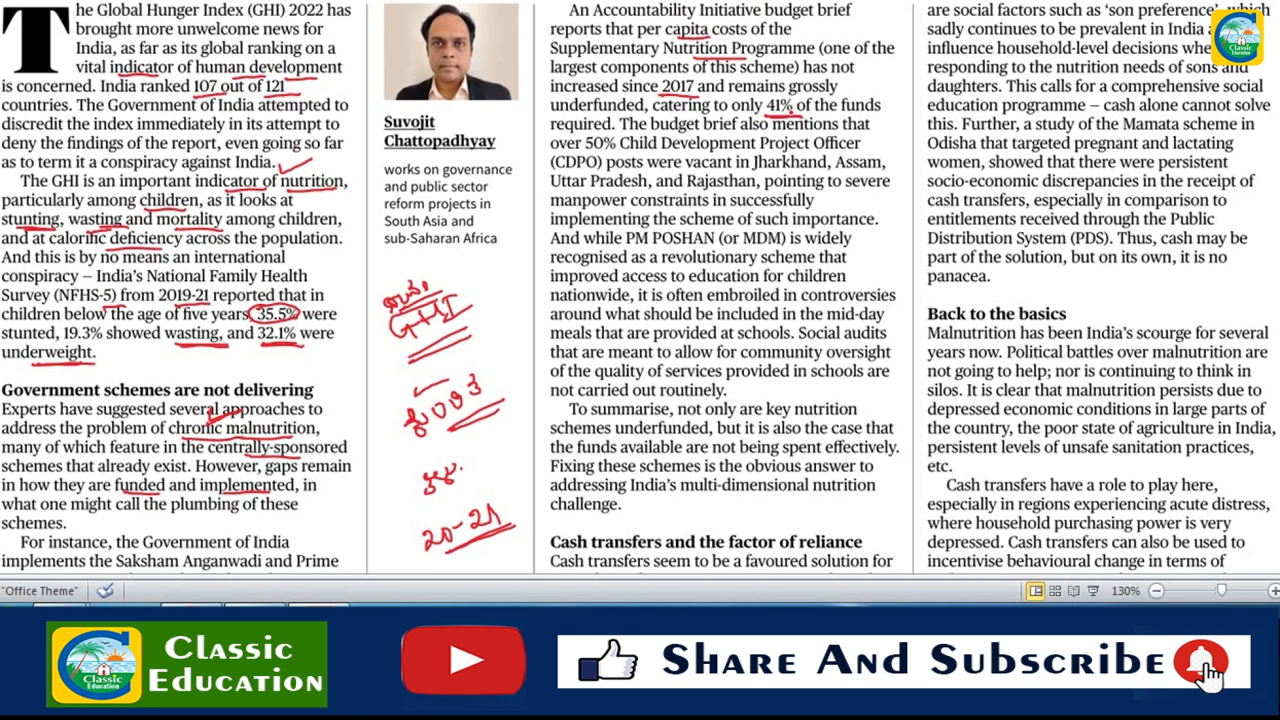 The Global Hunger Index (GHI) 2022 has
brought more unwelcome news for
India, as far as its global ranking on a
vital indicator of human development
is concerned. India ranked 107 out of 121
countries. The Government of India attempted to
discredit the index immediately in its attempt to
deny the findings of the report, even going so far
as to term it a conspiracy against India.
The GHI is an important indicator of nutrition,
particularly among children, as it looks at
stunting, wasting and mortality among children,
and at calorific deficiency across the population.
And this is by no means an international
conspiracy – India's National Family Health
Survey (NFHS-5) from 2019-21 reported that in
children below the age of five years, 35.5% were
stunted, 19.3% showed wasting, and 32.1% were
underweight.
Government schemes are not delivering
Experts have suggested several approaches to
address the problem of chronic malnutrition,
many of which feature in the centrally-sponsored
schemes that already exist. However, gaps remain
in how they are funded and implemented, in
what one might call the plumbing of these
schemes.
For instance, the Government of India
implements the Saksham Anganwadi and Prime
Suvojit
Chattopadhyay
works on governance
and public sector
reform projects in
South Asia and
sub-Saharan Africa
GHI
20-21
An Accountability Initiative budget brief
reports that per capita costs of the
Supplementary Nutrition Programme (one of the
largest components of this scheme) has not
increased since 2017 and remains grossly
underfunded, catering to only 41% of the funds
required. The budget brief also mentions that
over 50% Child Development Project Officer
(CDPO) posts were vacant in Jharkhand, Assam,
Uttar Pradesh, and Rajasthan, pointing to severe
manpower constraints in successfully
implementing the scheme of such importance.
And while PM POSHAN (or MDM) is widely
recognised as a revolutionary scheme that
improved access to education for children
nationwide, it is often embroiled in controversies
around what should be included in the mid-day
meals that are provided at schools. Social audits
that are meant to allow for community oversight
of the quality of services provided in schools are
not carried out routinely.
To summarise, not only are key nutrition
schemes underfunded, but it is also the case that
the funds available are not being spent effectively.
Fixing these schemes is the obvious answer to
addressing India's multi-dimensional nutrition
challenge.
Cash transfers and the factor of reliance
Cash transfers seem to be a favoured solution for
are social factors such as 'son preference', which
sadly continues to be prevalent in India
influence household-level decisions
responding to the nutrition needs of sons and
daughters. This calls for a comprehensive social
education programme – cash alone cannot solve
this. Further, a study of the Mamata scheme in
Odisha that targeted pregnant and lactating
women, showed that there were persistent
socio-economic discrepancies in the receipt of
cash transfers, especially in comparison to
entitlements received through the Public
Distribution System (PDS). Thus, cash may be
part of the solution, but on its own, it is no
panacea.
Back to the basics
Malnutrition has been India's scourge for several
years now. Political battles over malnutrition are
not going to help; nor is continuing to think in
silos. It is clear that malnutrition persists due to
depressed economic conditions in large parts of
the country, the poor state of agriculture in India,
persistent levels of unsafe sanitation practices,
etc.
Cash transfers have a role to play here,
especially in regions experiencing acute distress,
where household purchasing power is very
depressed. Cash transfers can also be used to
incentivise behavioural change in terms of
Classic
Education
"Office Theme"
130%
Classic
Education
Classic
Education
Share And Subscribe